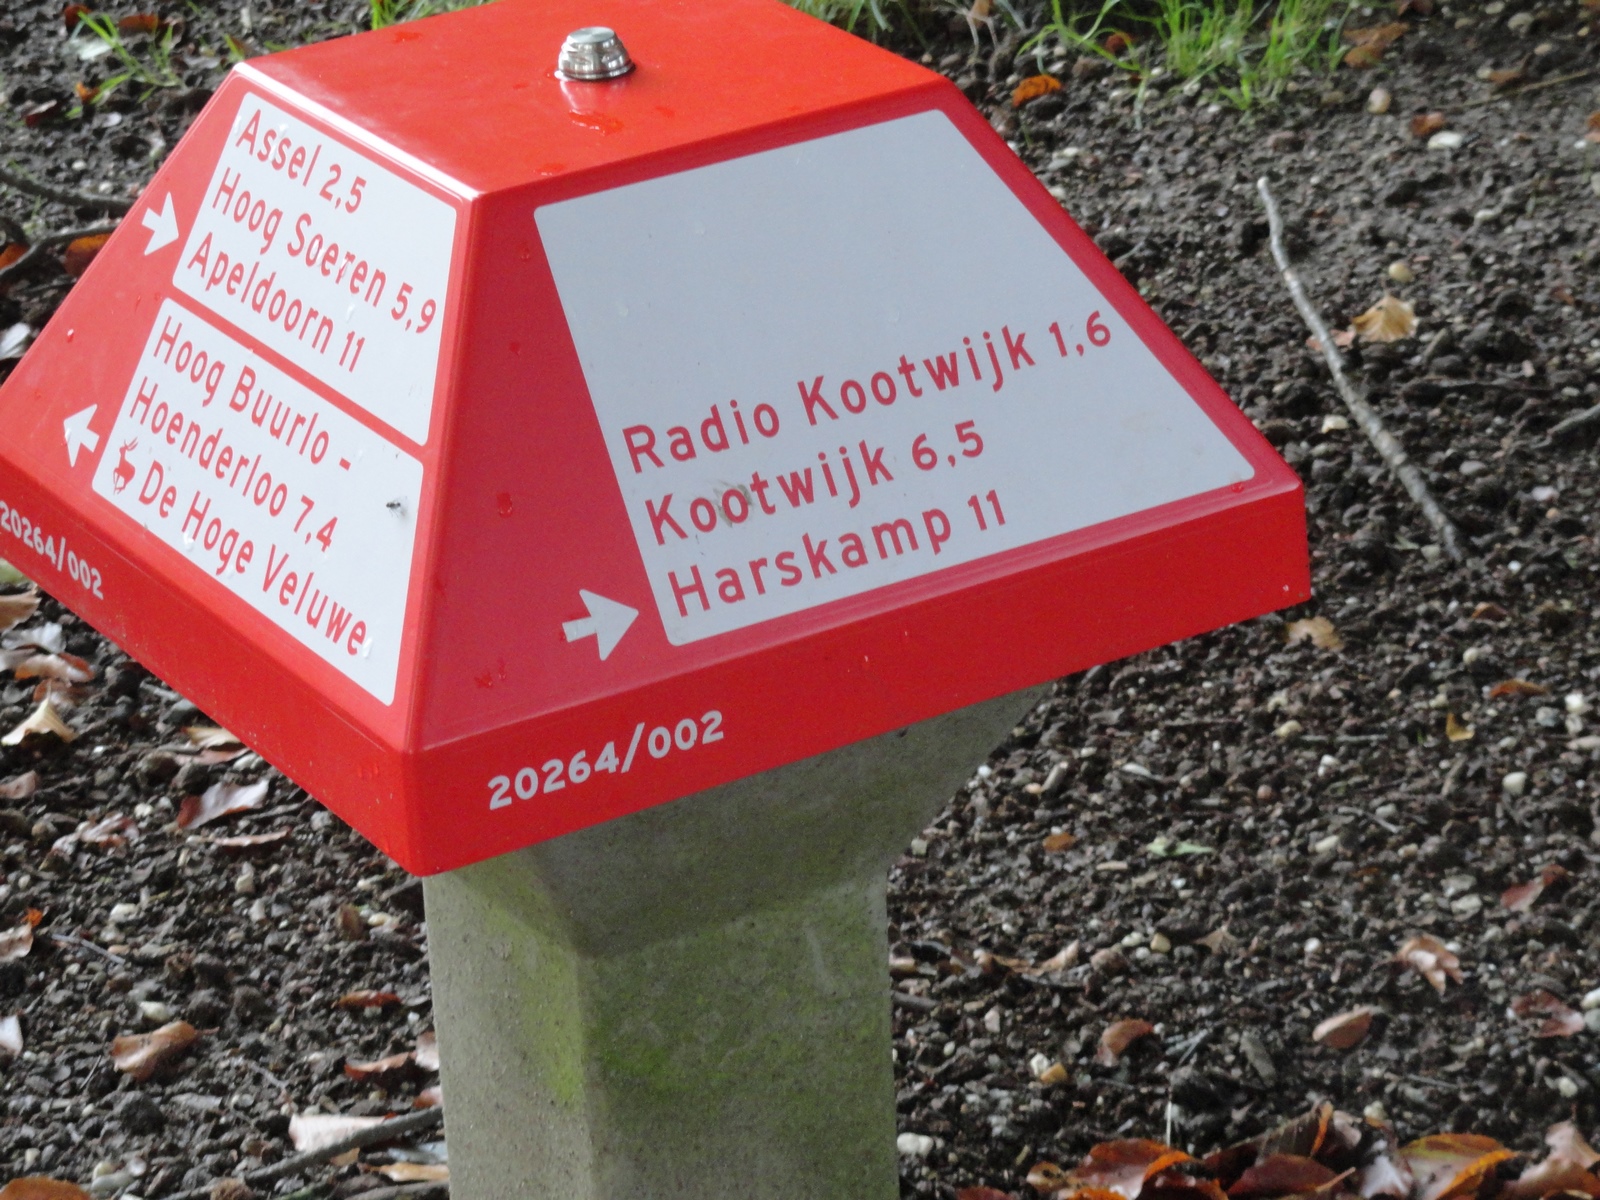 Assel 2,5
Hoog Soeren 5,9
Apeldoorn 11
Hoog Buurlo -
Hoenderloo 7,4
De Hoge Veluwe
20264/002
Radio Kootwijk 1,6
Kootwijk 6,5
Harskamp 11
20264/002